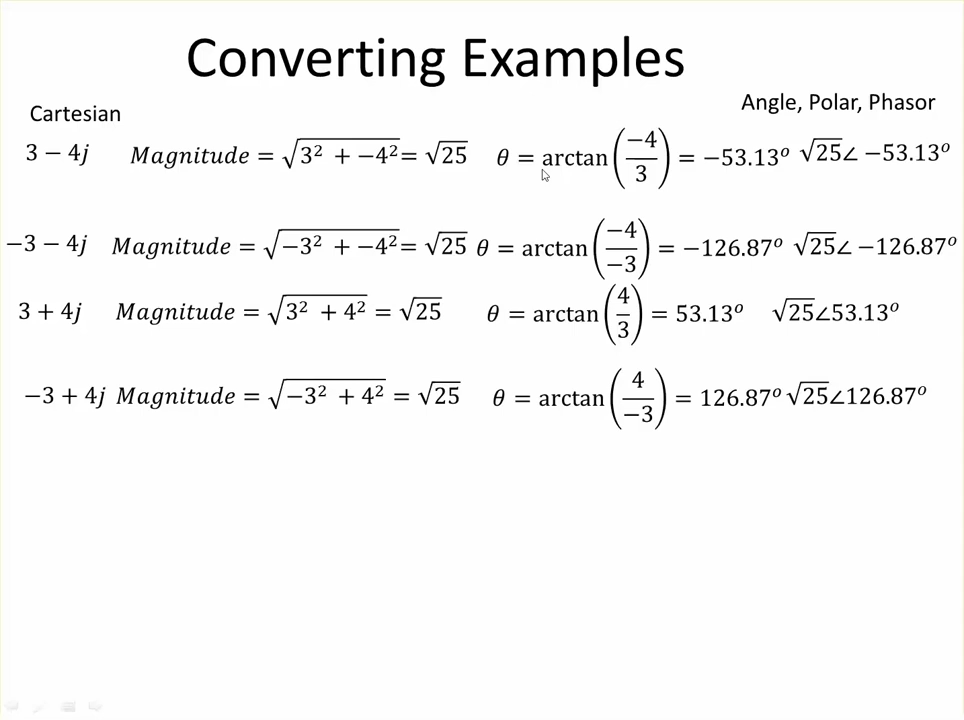 Converting Examples
Cartesian
Angle, Polar, Phasor
3 − 4j Magnitude = √(3² + −4²) = √25 θ = arctan(−4/3) = −53.13° √25∠ −53.13°
−3 − 4j Magnitude = √(−3² + −4²) = √25 θ = arctan(−4/−3) = −126.87° √25∠ −126.87°
3 + 4j Magnitude = √(3² + 4²) = √25 θ = arctan(4/3) = 53.13° √25∠53.13°
−3 + 4j Magnitude = √(−3² + 4²) = √25 θ = arctan(4/−3) = 126.87° √25∠126.87°